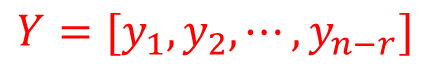 Y = [y₁, y₂, ⋯, yₙ₋ᵣ]